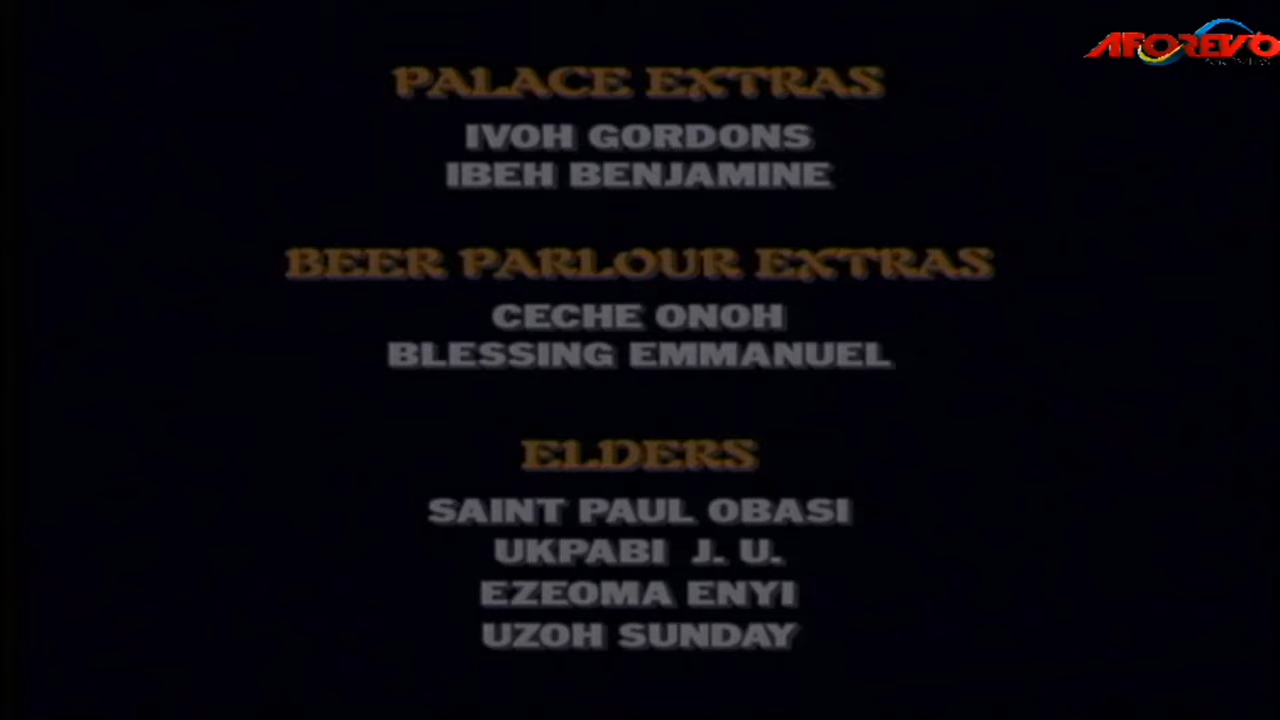 AFOREVO
PALACE EXTRAS
IVOH GORDONS
IBEH BENJAMINE
BEER PARLOUR EXTRAS
CECHE ONOH
BLESSING EMMANUEL
ELDERS
SAINT PAUL OBASI
UKPABI J. U.
EZEOMA ENYI
UZOH SUNDAY